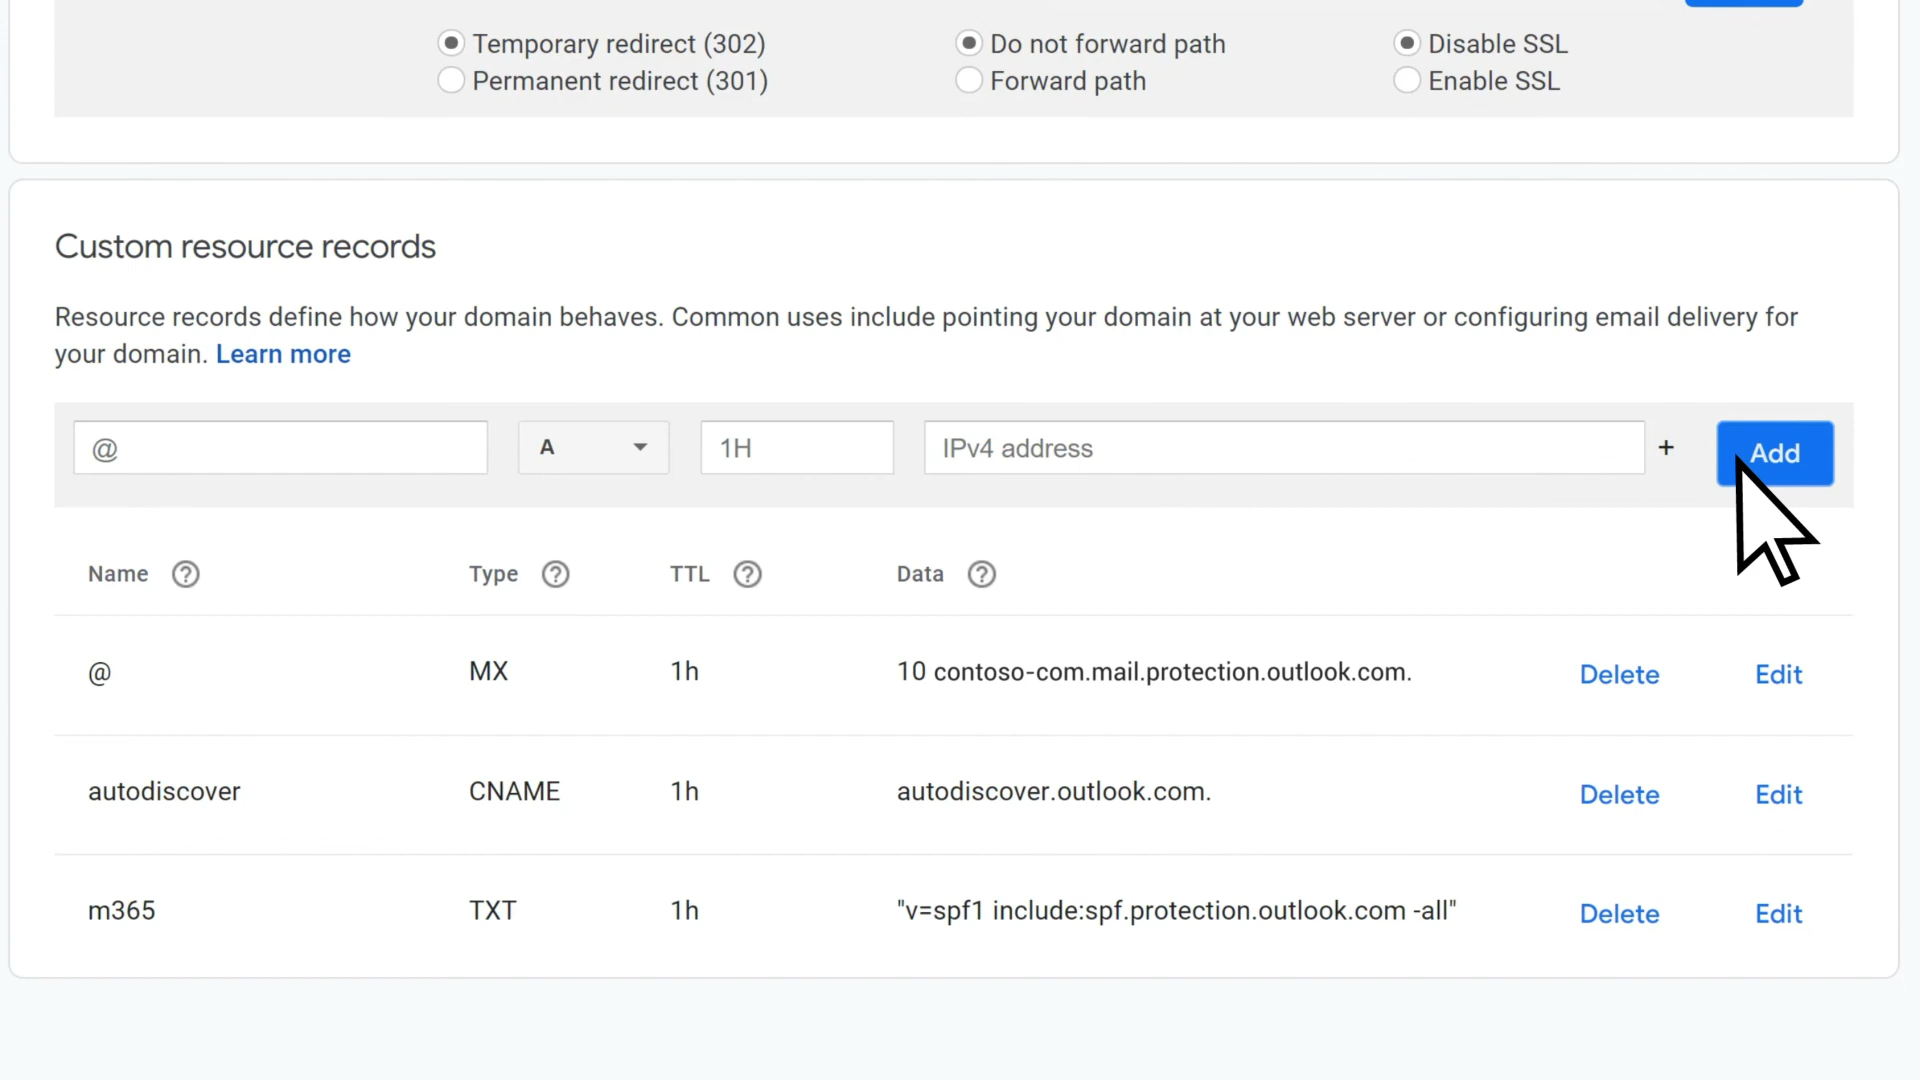 Temporary redirect (302) Do not forward path Disable SSL
Permanent redirect (301) Forward path Enable SSL
Custom resource records
Resource records define how your domain behaves. Common uses include pointing your domain at your web server or configuring email delivery for
your domain. Learn more
@ A 1H IPv4 address + Add
Name ? Type ? TTL ? Data ?
@ MX 1h 10 contoso-com.mail.protection.outlook.com. Delete Edit
autodiscover CNAME 1h autodiscover.outlook.com. Delete Edit
m365 TXT 1h "v=spf1 include:spf.protection.outlook.com -all" Delete Edit